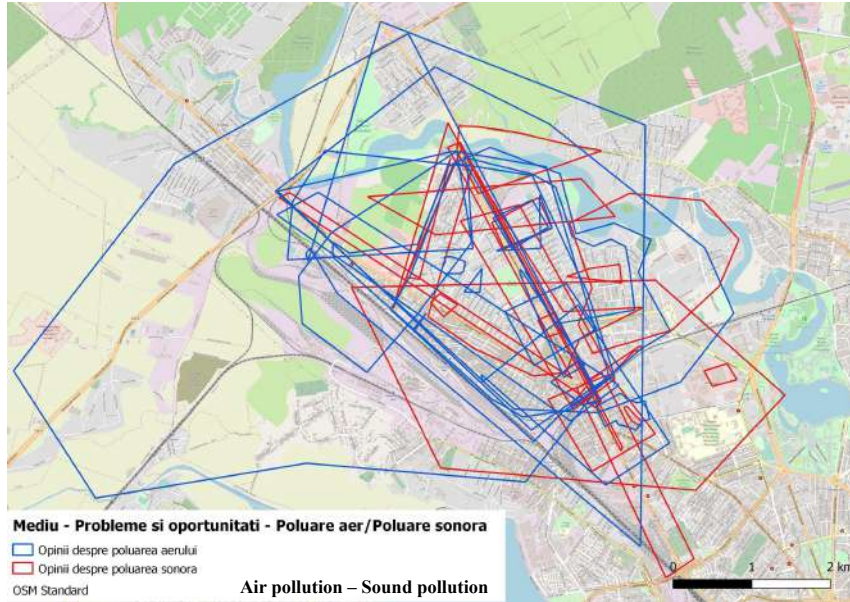 Mediu - Probleme si oportunitati - Poluare aer/Poluare sonora
Opinii despre poluarea aerului
Opinii despre poluarea sonora
OSM Standard
Air pollution – Sound pollution
0 1 2 km